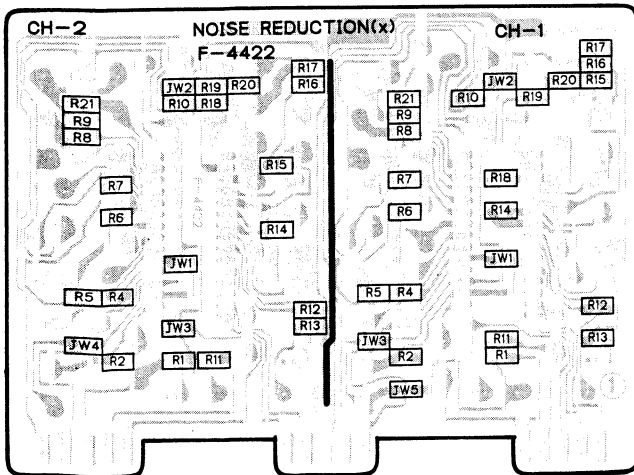 CH-2 NOISE REDUCTION(x) CH-1
F-4422
R17
R16
JW2 R19 R20
R10 R18
R21
R9
R8
R15
R7
R6
R14
JW1
R5 R4
R12
R13
JW3
JW4
R2 R1 R11
R17
R16
JW2 R20 R15
R10 R19
R21
R9
R8
R7 R18
R6 R14
JW1
R5 R4
R12
JW3 R11 R13
R2 R1
JW5